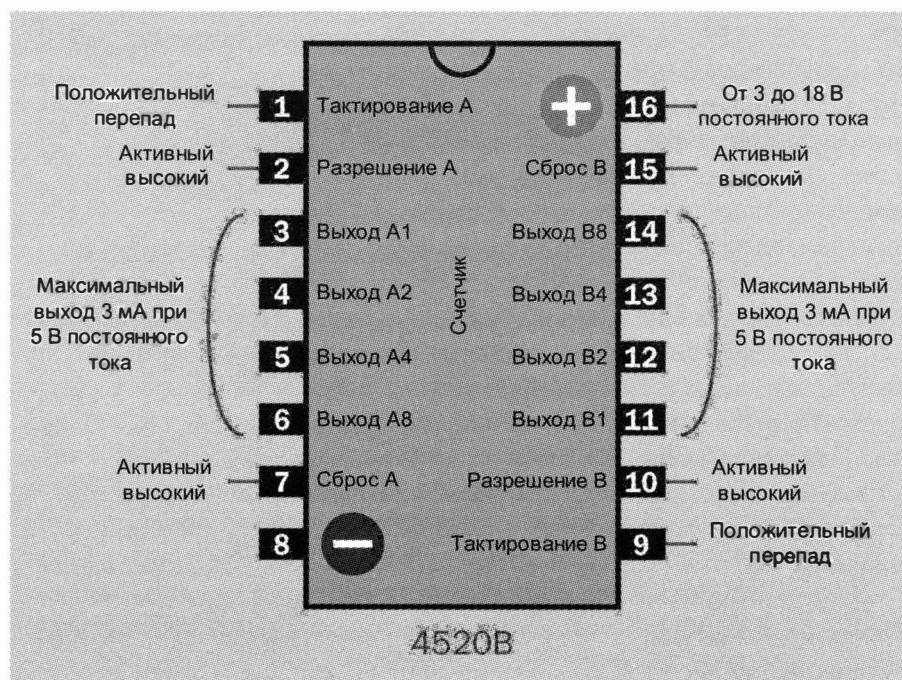 Положительный
перепад
1
Тактирование А
16
От 3 до 18 В
постоянного тока
Активный
высокий
2
Разрешение А
Сброс В
15
Активный
высокий
3
Выход А1
Выход В8
14
Максимальный
выход 3 мА при
5 В постоянного
тока
4
Выход А2
Счетчик
Выход В4
13
Максимальный
выход 3 мА при
5 В постоянного
тока
5
Выход А4
Выход В2
12
6
Выход А8
Выход В1
11
Активный
высокий
7
Сброс А
Разрешение В
10
Активный
высокий
8
Тактирование В
9
Положительный
перепад
4520B